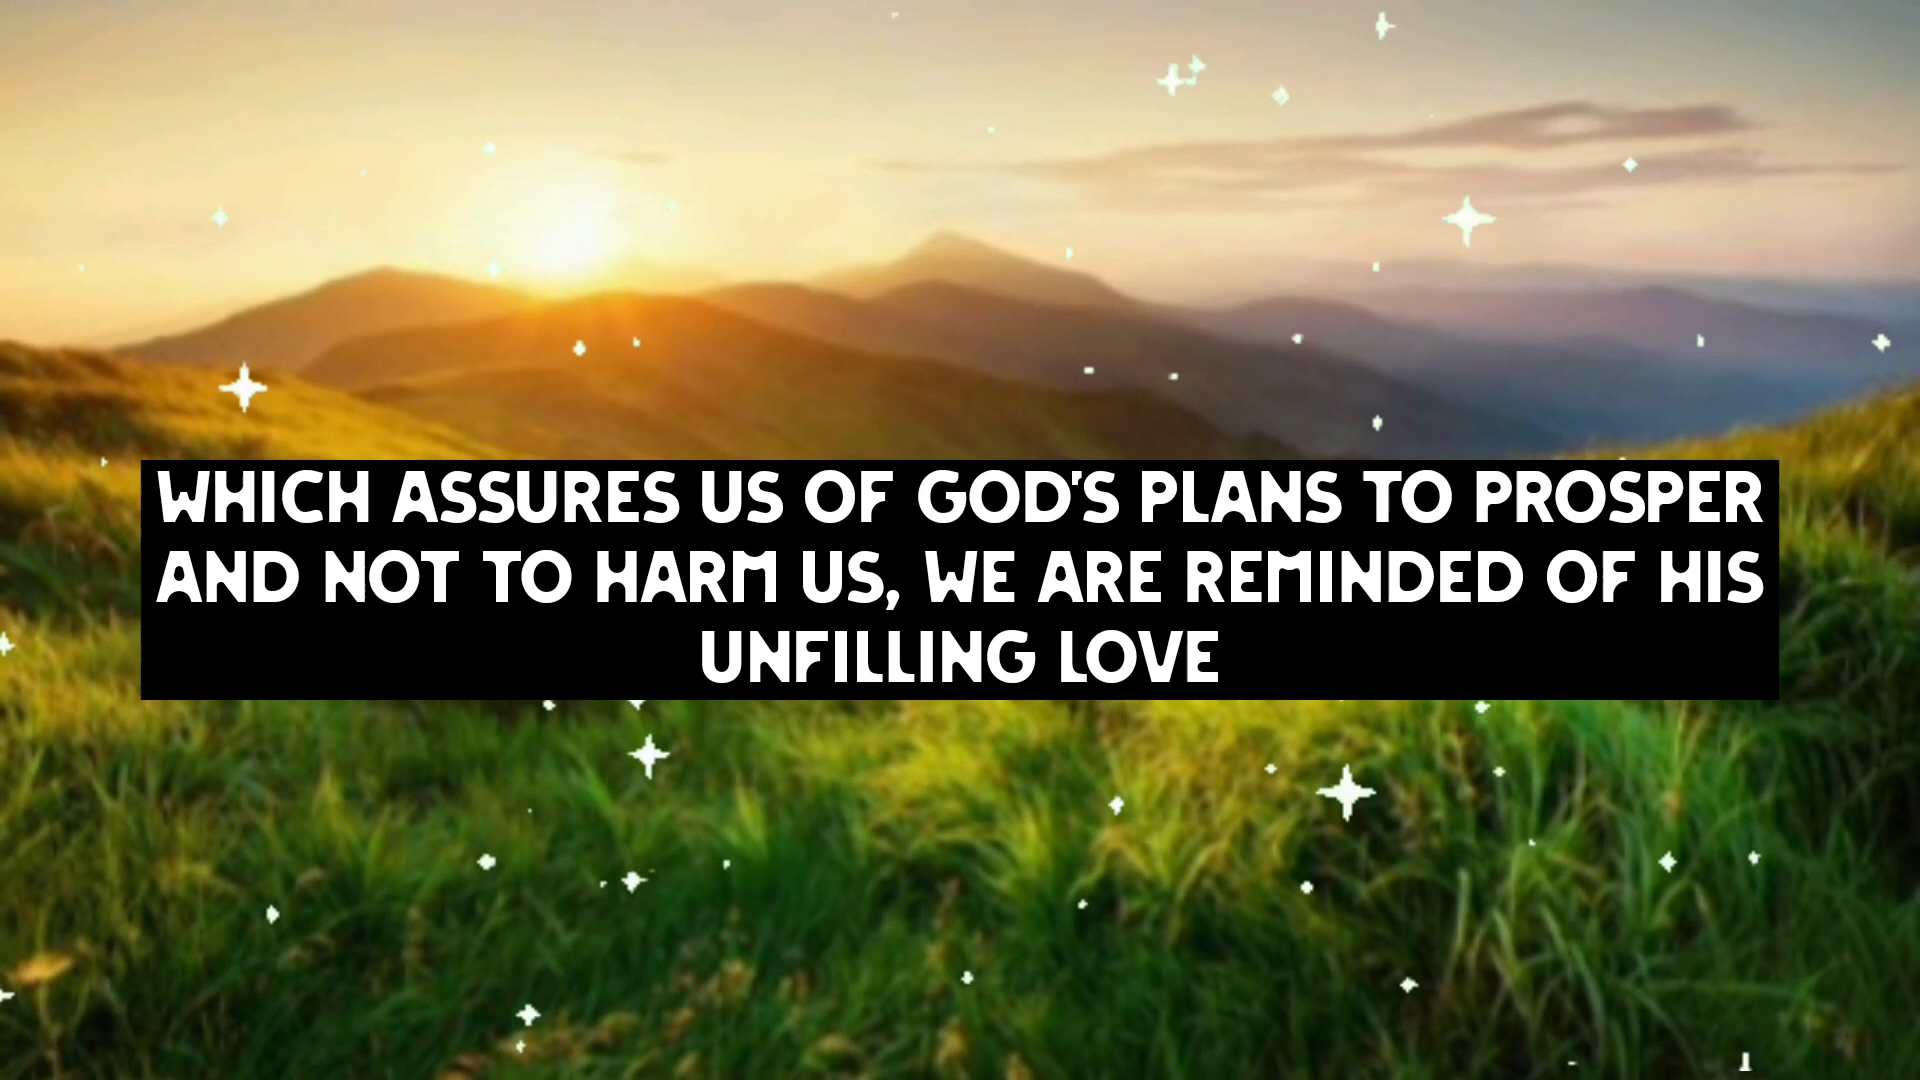 WHICH ASSURES US OF GOD'S PLANS TO PROSPER
AND NOT TO HARM US, WE ARE REMINDED OF HIS
UNFILLING LOVE